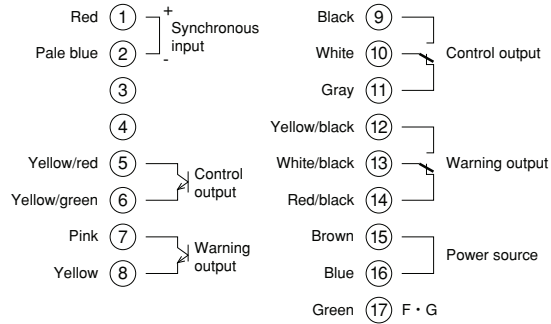 Red 1 +
Synchronous
input
Pale blue 2 -
3
4
Yellow/red 5
Control
output
Yellow/green 6
Pink 7
Warning
output
Yellow 8
Black 9
White 10 Control output
Gray 11
Yellow/black 12
White/black 13 Warning output
Red/black 14
Brown 15
Power source
Blue 16
Green 17 F・G